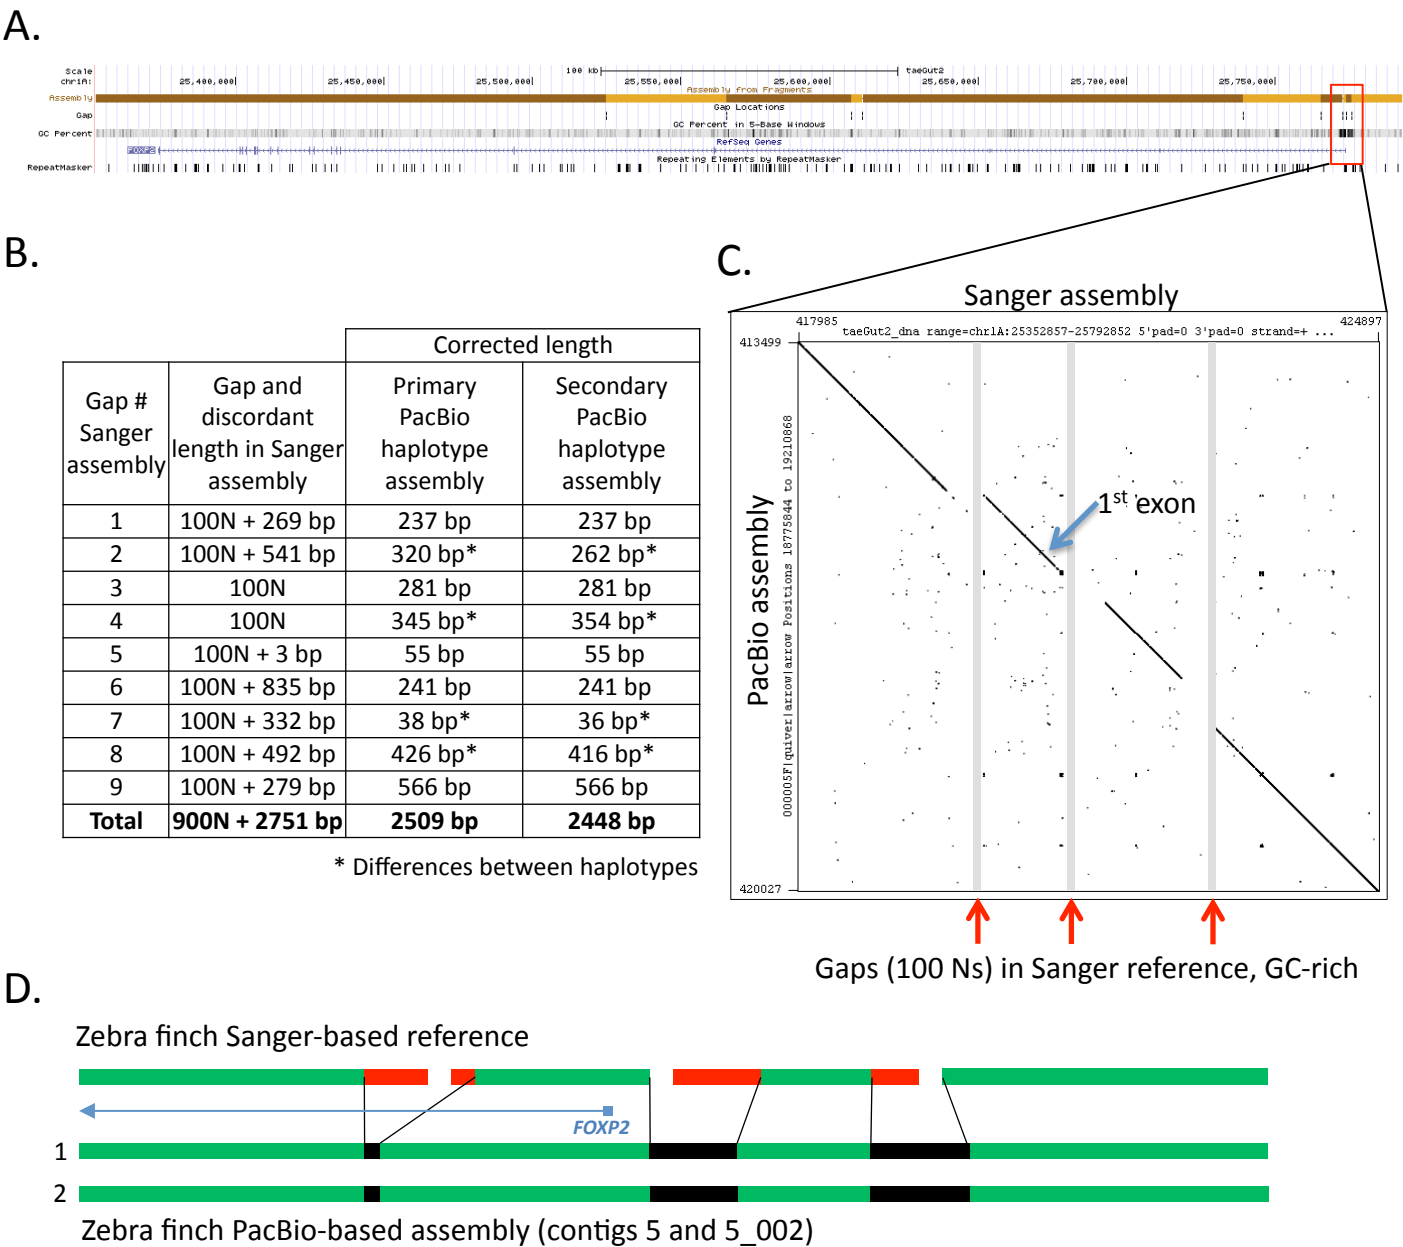 A.
Scale
100 kb
taeGut2
chr1A:
25,400,000
25,450,000
25,500,000
25,550,000
25,600,000
25,650,000
25,700,000
25,750,000
Assembly from Fragments
Assembly
Gap Locations
Gap
GC Percent in 5-Base Windows
GC Percent
RefSeq Genes
FOXP2
Repeating Elements by RepeatMasker
RepeatMasker
B.
Corrected length
Gap # Sanger assembly
Gap and discordant length in Sanger assembly
Primary PacBio haplotype assembly
Secondary PacBio haplotype assembly
1 100N + 269 bp 237 bp 237 bp
2 100N + 541 bp 320 bp* 262 bp*
3 100N 281 bp 281 bp
4 100N 345 bp* 354 bp*
5 100N + 3 bp 55 bp 55 bp
6 100N + 835 bp 241 bp 241 bp
7 100N + 332 bp 38 bp* 36 bp*
8 100N + 492 bp 426 bp* 416 bp*
9 100N + 279 bp 566 bp 566 bp
Total 900N + 2751 bp 2509 bp 2448 bp
* Differences between haplotypes
C.
Sanger assembly
417985
424897
taeGut2_dna range=chr1A:25352857-25792852 5'pad=0 3'pad=0 strand=+ ...
413499
PacBio assembly
000005F|quiver|arrow|arrow Positions 18775844 to 19210868
1st exon
420027
Gaps (100 Ns) in Sanger reference, GC-rich
D.
Zebra finch Sanger-based reference
FOXP2
1
2
Zebra finch PacBio-based assembly (contigs 5 and 5_002)